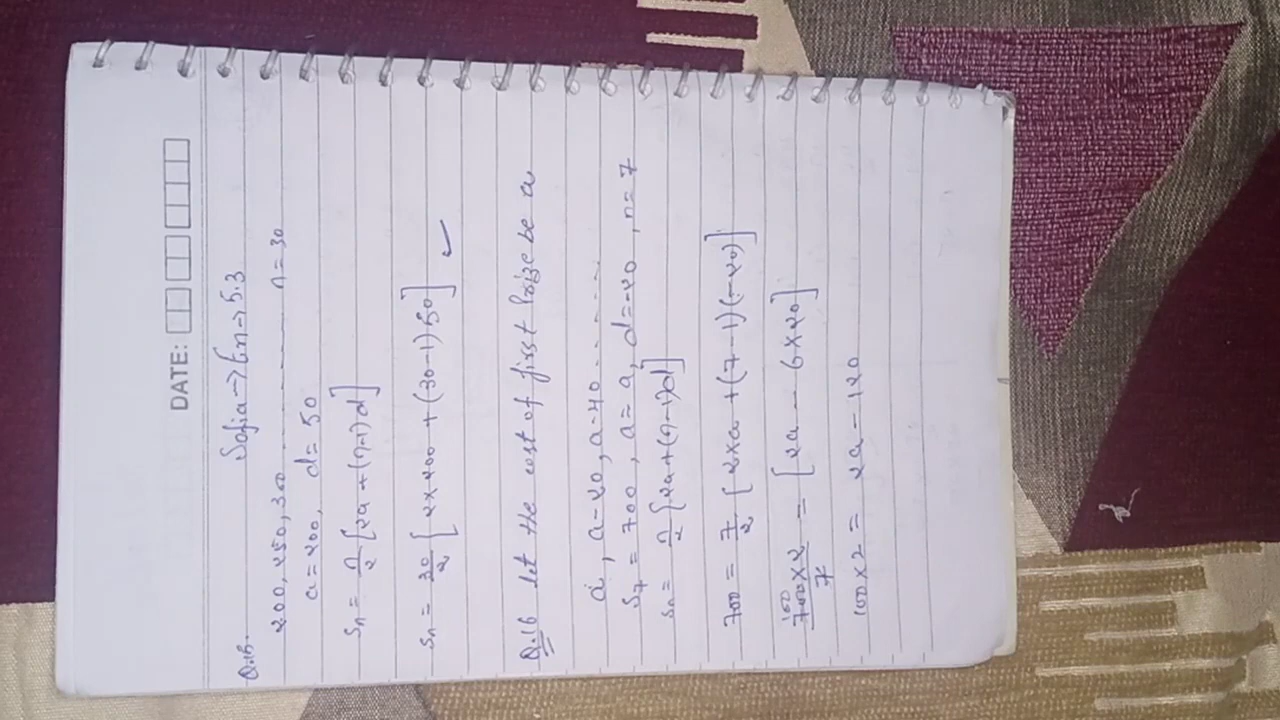 DATE:
Sofia → En → 5.3
Q.15.
200, 250, 300 ........... n = 30
a = 200, d = 50
Sn = n/2 [2a + (n-1)d]
Sn = 30/2 [2×200 + (30-1)50] ✓
Q.16 let the cost of first Prize be a
a, a-20, a-40 .........
S7 = 700, a = a, d = -20, n = 7
Sn = n/2 [2a + (n-1)d]
700 = 7/2 [2×a + (7-1)(-20)]
100
700×2/7 = [2a - 6×20]
100×2 = 2a - 120